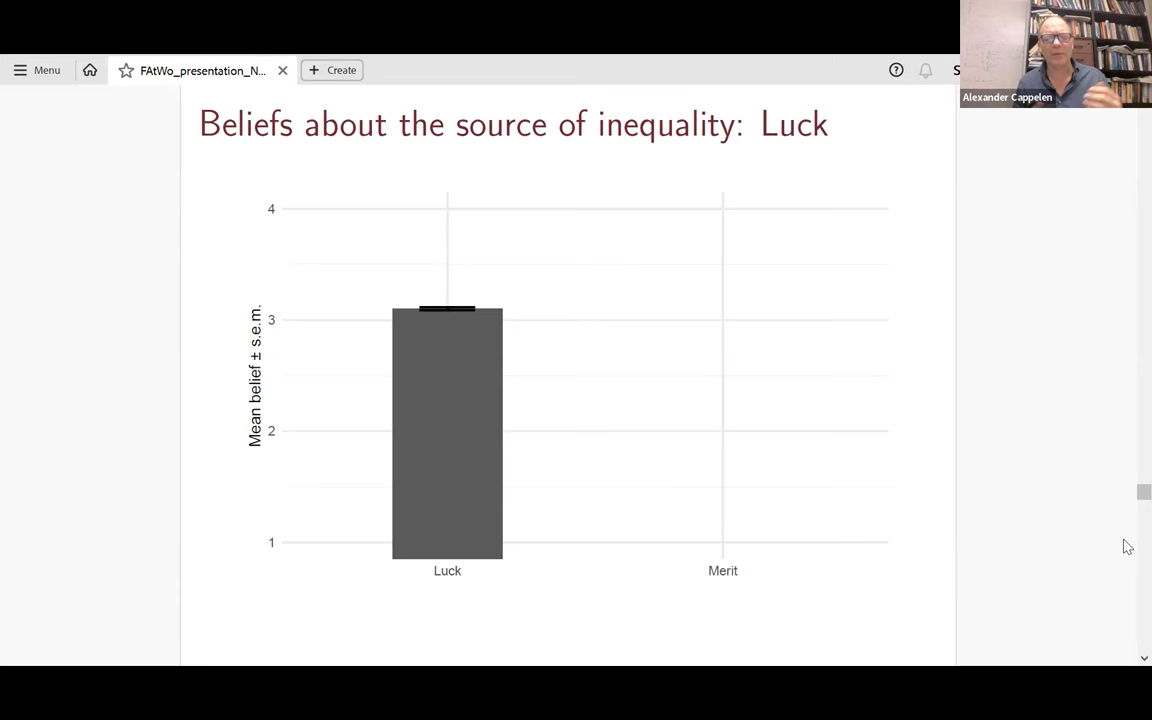 Menu
FAtWo_presentation_N...
Create
S
Alexander Cappelen
Beliefs about the source of inequality: Luck
4
3
2
1
Mean belief ± s.e.m.
Luck
Merit